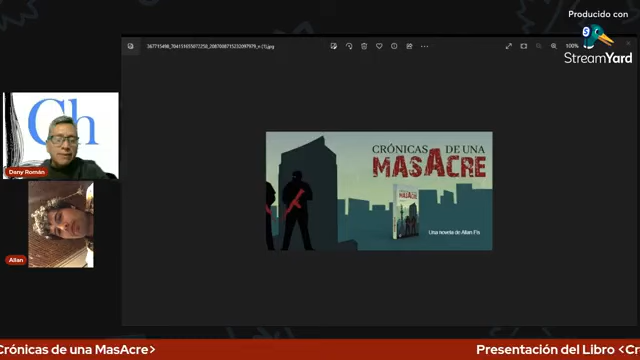 Producido con
StreamYard
100%
Ch
Dany Román
Allan
CRÓNICAS DE UNA
MASACRE
MASACRE
Una novela de Allan Fis
Crónicas de una MasAcre>
Presentación del Libro <Cr